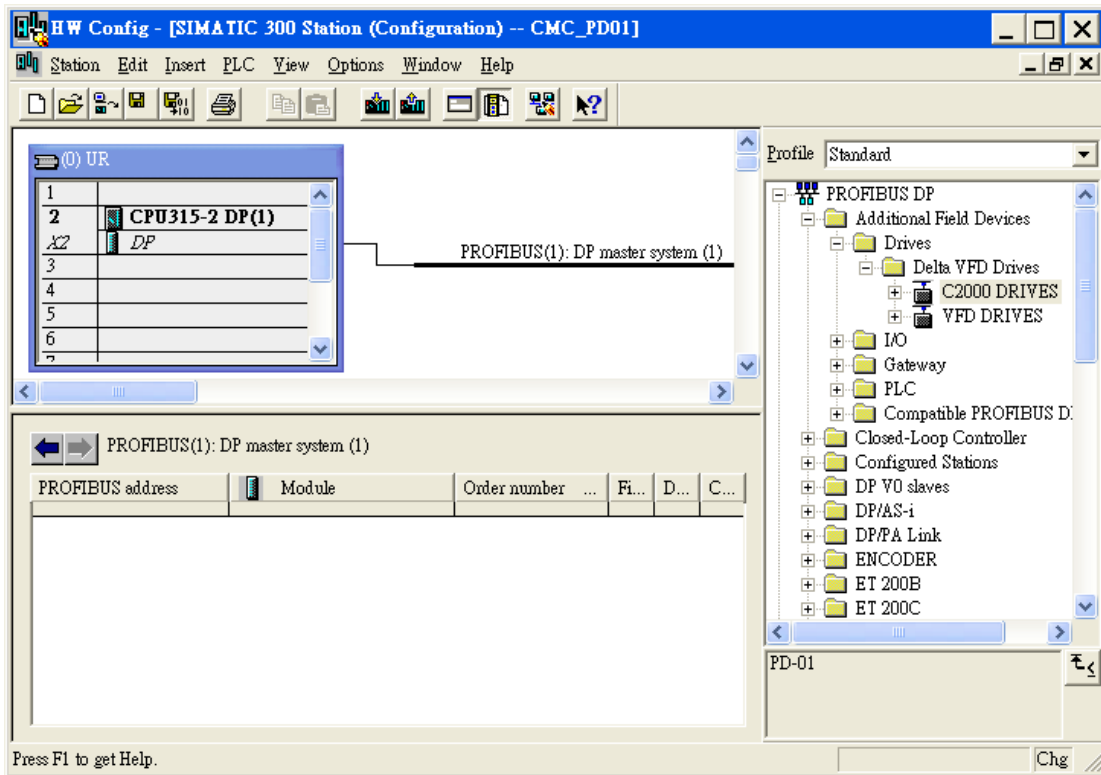 HW Config - [SIMATIC 300 Station (Configuration) -- CMC_PD01]
Station Edit Insert PLC View Options Window Help
(0) UR
1
2 CPU315-2 DP(1)
X2 DP
3
4
5
6
7
PROFIBUS(1): DP master system (1)
Profile Standard
PROFIBUS DP
Additional Field Devices
Drives
Delta VFD Drives
C2000 DRIVES
VFD DRIVES
I/O
Gateway
PLC
Compatible PROFIBUS D
Closed-Loop Controller
Configured Stations
DP V0 slaves
DP/AS-i
DP/PA Link
ENCODER
ET 200B
ET 200C
PROFIBUS(1): DP master system (1)
PROFIBUS address Module Order number ... Fi... D... C...
PD-01
Press F1 to get Help.
Chg